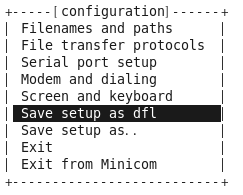 +-----[configuration]------+
| Filenames and paths |
| File transfer protocols |
| Serial port setup |
| Modem and dialing |
| Screen and keyboard |
| Save setup as dfl |
| Save setup as.. |
| Exit |
| Exit from Minicom |
+--------------------------+